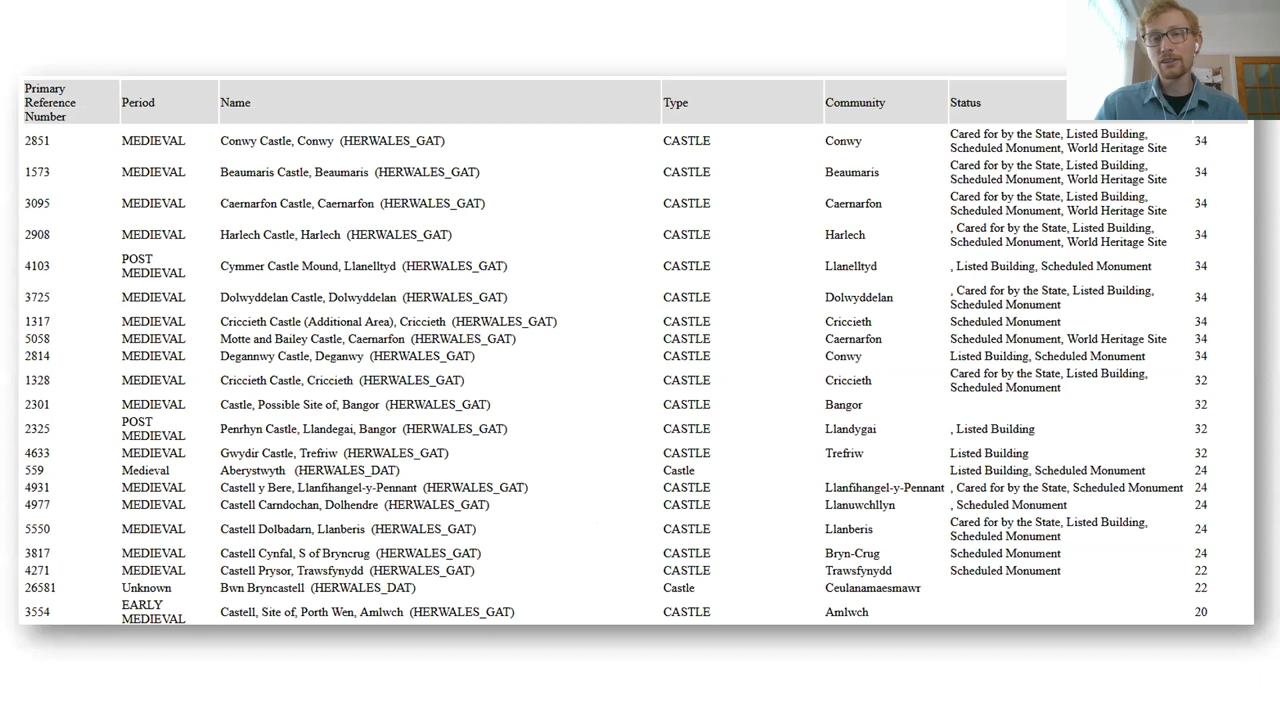 Primary Reference Number Period Name Type Community Status
2851 MEDIEVAL Conwy Castle, Conwy (HERWALES_GAT) CASTLE Conwy Cared for by the State, Listed Building, Scheduled Monument, World Heritage Site 34
1573 MEDIEVAL Beaumaris Castle, Beaumaris (HERWALES_GAT) CASTLE Beaumaris Cared for by the State, Listed Building, Scheduled Monument, World Heritage Site 34
3095 MEDIEVAL Caernarfon Castle, Caernarfon (HERWALES_GAT) CASTLE Caernarfon Cared for by the State, Listed Building, Scheduled Monument, World Heritage Site 34
2908 MEDIEVAL Harlech Castle, Harlech (HERWALES_GAT) CASTLE Harlech , Cared for by the State, Listed Building, Scheduled Monument, World Heritage Site 34
4103 POST MEDIEVAL Cymmer Castle Mound, Llanelltyd (HERWALES_GAT) CASTLE Llanelltyd , Listed Building, Scheduled Monument 34
3725 MEDIEVAL Dolwyddelan Castle, Dolwyddelan (HERWALES_GAT) CASTLE Dolwyddelan , Cared for by the State, Listed Building, Scheduled Monument 34
1317 MEDIEVAL Criccieth Castle (Additional Area), Criccieth (HERWALES_GAT) CASTLE Criccieth Scheduled Monument 34
5058 MEDIEVAL Motte and Bailey Castle, Caernarfon (HERWALES_GAT) CASTLE Caernarfon Scheduled Monument, World Heritage Site 34
2814 MEDIEVAL Degannwy Castle, Deganwy (HERWALES_GAT) CASTLE Conwy Listed Building, Scheduled Monument 34
1328 MEDIEVAL Criccieth Castle, Criccieth (HERWALES_GAT) CASTLE Criccieth Cared for by the State, Listed Building, Scheduled Monument 32
2301 MEDIEVAL Castle, Possible Site of, Bangor (HERWALES_GAT) CASTLE Bangor 32
2325 POST MEDIEVAL Penrhyn Castle, Llandegai, Bangor (HERWALES_GAT) CASTLE Llandygai , Listed Building 32
4633 MEDIEVAL Gwydir Castle, Trefriw (HERWALES_GAT) CASTLE Trefriw Listed Building 32
559 Medieval Aberystwyth (HERWALES_DAT) Castle Listed Building, Scheduled Monument 24
4931 MEDIEVAL Castell y Bere, Llanfihangel-y-Pennant (HERWALES_GAT) CASTLE Llanfihangel-y-Pennant , Cared for by the State, Scheduled Monument 24
4977 MEDIEVAL Castell Carndochan, Dolhendre (HERWALES_GAT) CASTLE Llanuwchllyn , Scheduled Monument 24
5550 MEDIEVAL Castell Dolbadarn, Llanberis (HERWALES_GAT) CASTLE Llanberis Cared for by the State, Listed Building, Scheduled Monument 24
3817 MEDIEVAL Castell Cynfal, S of Bryncrug (HERWALES_GAT) CASTLE Bryn-Crug Scheduled Monument 24
4271 MEDIEVAL Castell Prysor, Trawsfynydd (HERWALES_GAT) CASTLE Trawsfynydd Scheduled Monument 22
26581 Unknown Bwn Bryncastell (HERWALES_DAT) Castle Ceulanamaesmawr 22
3554 EARLY MEDIEVAL Castell, Site of, Porth Wen, Amlwch (HERWALES_GAT) CASTLE Amlwch 20